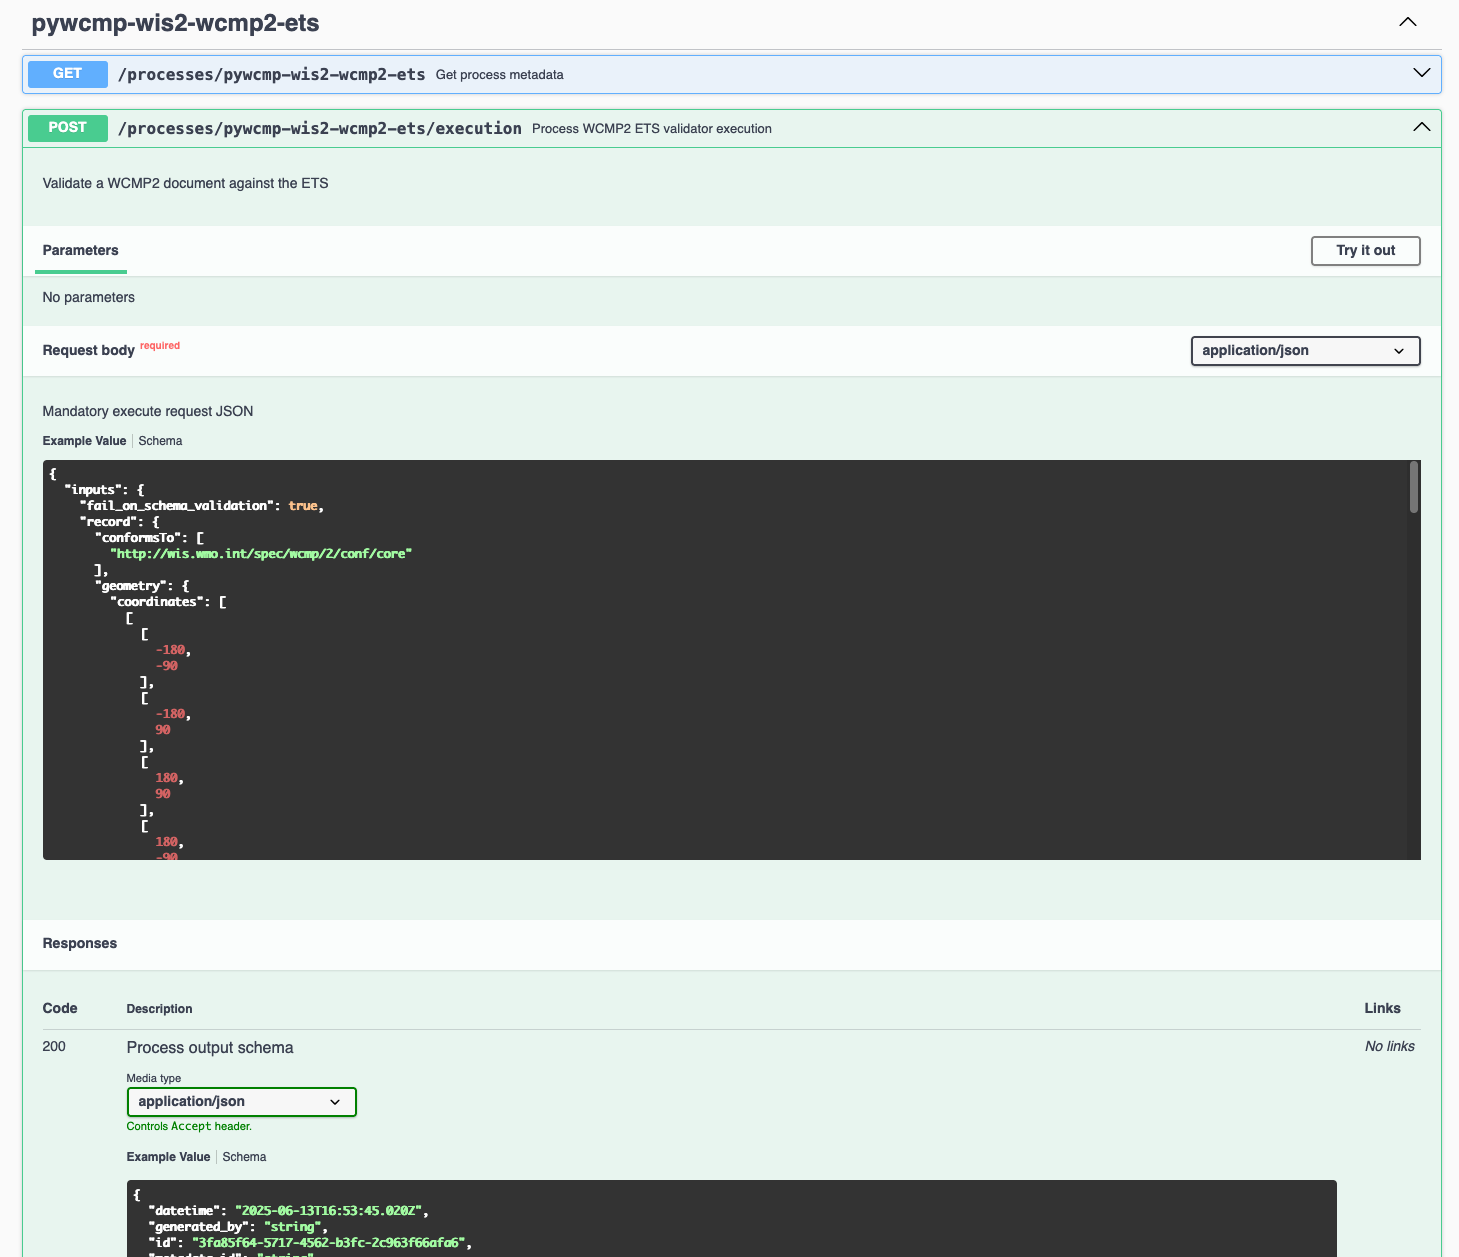 pywcmp-wis2-wcmp2-ets
GET /processes/pywcmp-wis2-wcmp2-ets Get process metadata
POST /processes/pywcmp-wis2-wcmp2-ets/execution Process WCMP2 ETS validator execution
Validate a WCMP2 document against the ETS
Parameters Try it out
No parameters
Request body required application/json
Mandatory execute request JSON
Example Value Schema
{
"inputs": {
"fail_on_schema_validation": true,
"record": {
"conformsTo": [
"http://wis.wmo.int/spec/wcmp/2/conf/core"
],
"geometry": {
"coordinates": [
[
[
-180,
-90
],
[
-180,
90
],
[
180,
90
],
[
180,
-90
Responses
Code Description Links
200 Process output schema No links
Media type
application/json
Controls Accept header.
Example Value Schema
{
"datetime": "2025-06-13T16:53:45.020Z",
"generated_by": "string",
"id": "3fa85f64-5717-4562-b3fc-2c963f66afa6",
"metadata_id": "string"